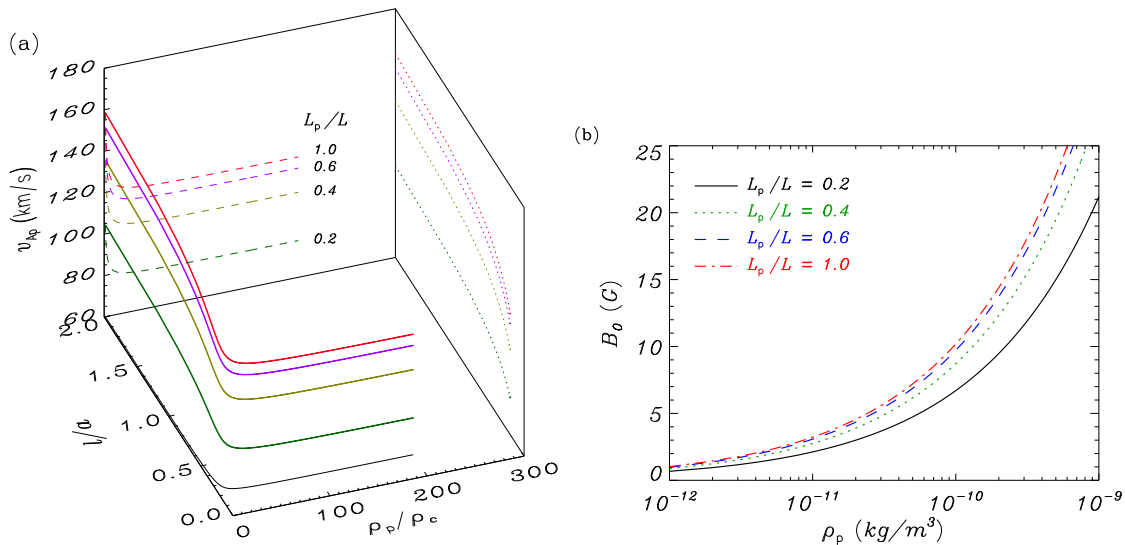 (a)
180
160
140
120
100
80
60
v_Ap (km/s)
L_p/L
1.0
0.6
0.4
0.2
2.0
1.5
1.0
0.5
0.0
l/a
0
100
200
300
ρ_p/ρ_c
(b)
25
20
15
10
5
0
B_0 (G)
L_p/L = 0.2
L_p/L = 0.4
L_p/L = 0.6
L_p/L = 1.0
10^-12
10^-11
10^-10
10^-9
ρ_p (kg/m^3)